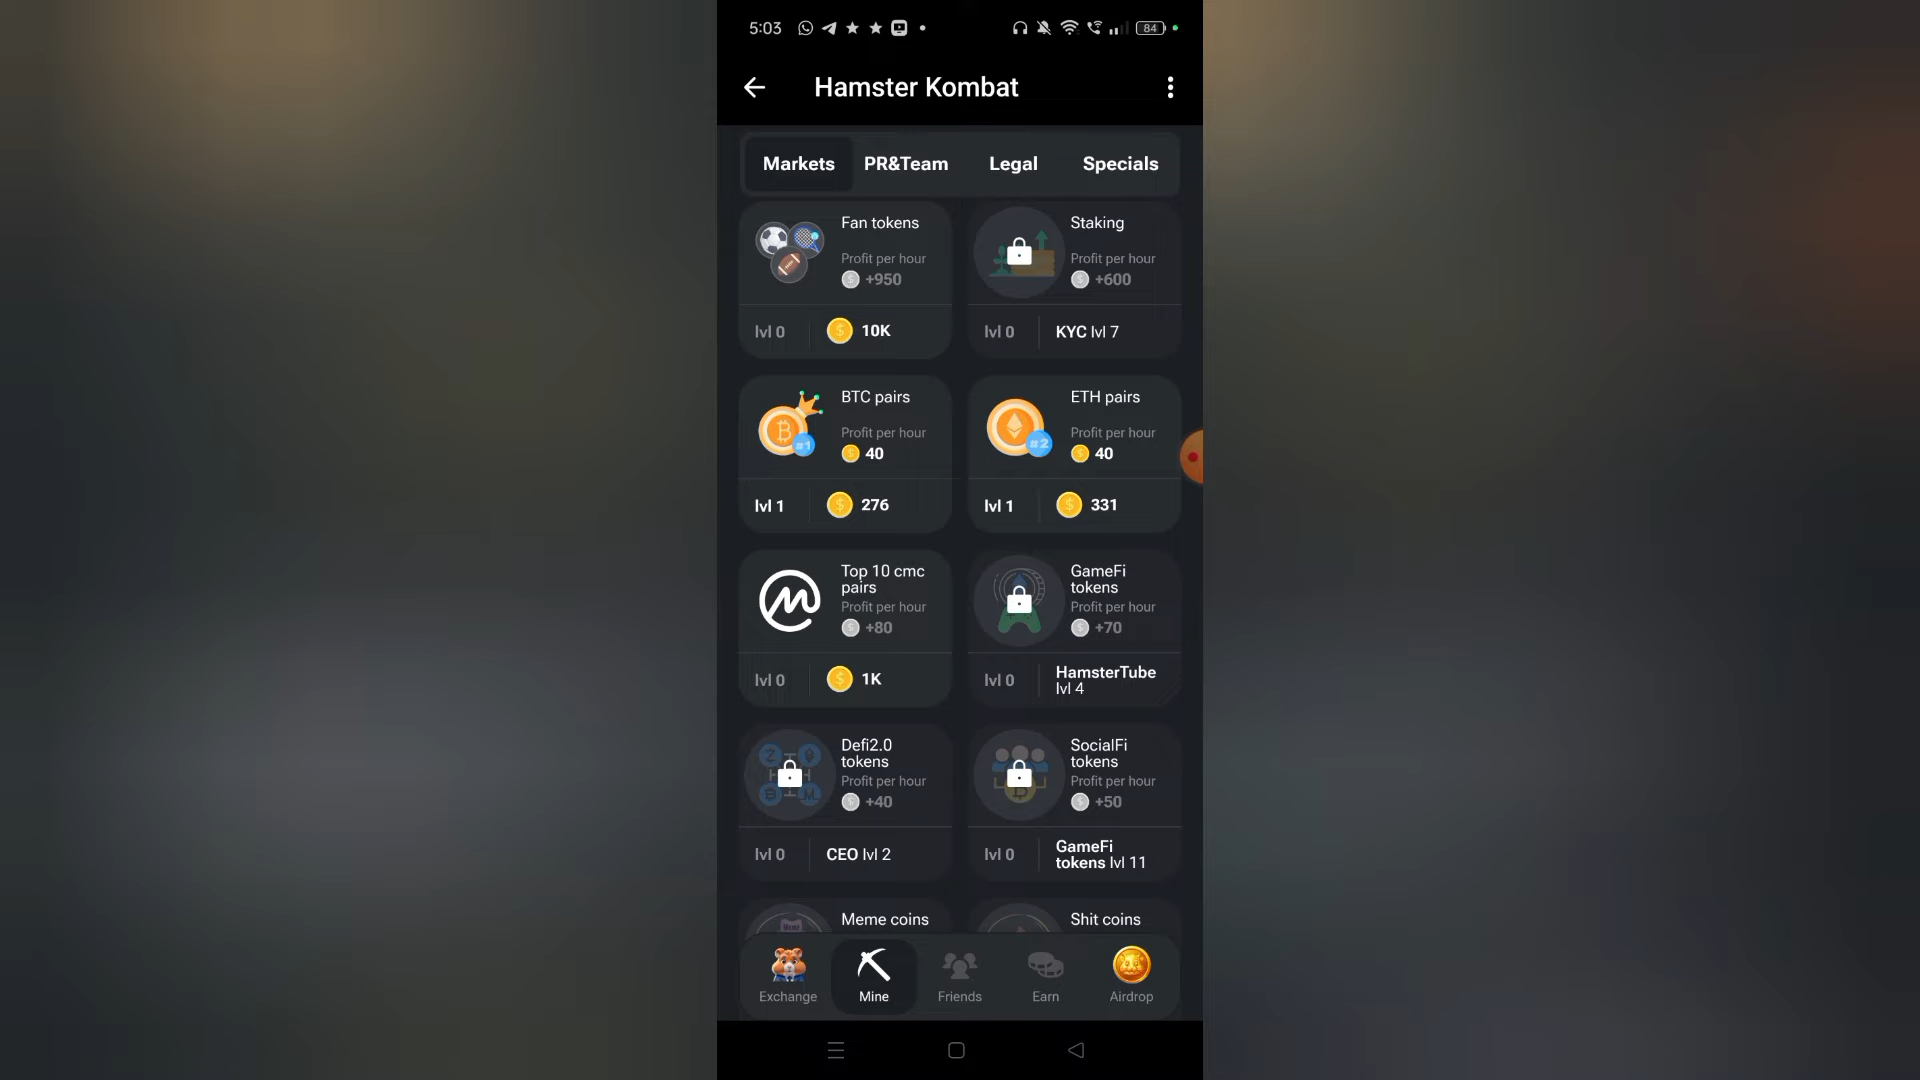 5:03
84
Hamster Kombat
Markets PR&Team Legal Specials
Fan tokens
Profit per hour
+950
lvl 0 10K
Staking
Profit per hour
+600
lvl 0 KYC lvl 7
BTC pairs
#1
Profit per hour
40
lvl 1 276
ETH pairs
#2
Profit per hour
40
lvl 1 331
Top 10 cmc
pairs
Profit per hour
+80
lvl 0 1K
GameFi
tokens
Profit per hour
+70
lvl 0 HamsterTube
lvl 4
Defi2.0
tokens
Profit per hour
+40
lvl 0 CEO lvl 2
SocialFi
tokens
Profit per hour
+50
lvl 0 GameFi
tokens lvl 11
Meme coins
Shit coins
Exchange Mine Friends Earn Airdrop